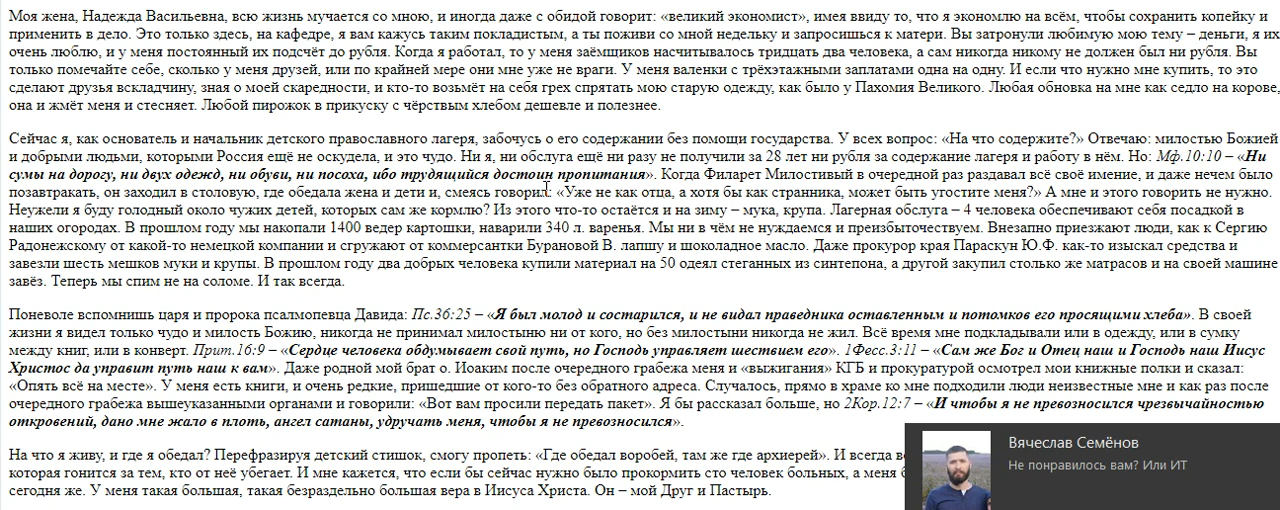 Моя жена, Надежда Васильевна, всю жизнь мучается со мною, и иногда даже с обидой говорит: «великий экономист», имея ввиду то, что я экономлю на всём, чтобы сохранить копейку и
применить в дело. Это только здесь, на кафедре, я вам кажусь таким покладистым, а ты поживи со мной недельку и запросишься к матери. Вы затронули любимую мою тему – деньги, я их
очень люблю, и у меня постоянный их подсчёт до рубля. Когда я работал, то у меня заёмщиков насчитывалось тридцать два человека, а сам никогда никому не должен был ни рубля. Вы
только помечайте себе, сколько у меня друзей, или по крайней мере они мне уже не враги. У меня валенки с трёхэтажными заплатами одна на одну. И если что нужно мне купить, то это
сделают друзья вскладчину, зная о моей скаредности, и кто-то возьмёт на себя грех спрятать мою старую одежду, как было у Пахомия Великого. Любая обновка на мне как седло на корове,
она и жмёт меня и стесняет. Любой пирожок в прикуску с чёрствым хлебом дешевле и полезнее.
Сейчас я, как основатель и начальник детского православного лагеря, забочусь о его содержании без помощи государства. У всех вопрос: «На что содержите?» Отвечаю: милостью Божией
и добрыми людьми, которыми Россия ещё не оскудела, и это чудо. Ни я, ни обслуга ещё ни разу не получили за 28 лет ни рубля за содержание лагеря и работу в нём. Но: Мф.10:10 – «Ни
сумы на дорогу, ни двух одежд, ни обуви, ни посоха, ибо трудящийся достоин пропитания». Когда Филарет Милостивый в очередной раз раздавал всё своё имение, и даже нечем было
позавтракать, он заходил в столовую, где обедала жена и дети и, смеясь говорил: «Уже не как отца, а хотя бы как странника, может быть угостите меня?» А мне и этого говорить не нужно.
Неужели я буду голодный около чужих детей, которых сам же кормлю? Из этого что-то остаётся и на зиму – мука, крупа. Лагерная обслуга – 4 человека обеспечивают себя посадкой в
наших огородах. В прошлом году мы накопали 1400 ведер картошки, наварили 340 л. варенья. Мы ни в чём не нуждаемся и преизбыточествуем. Внезапно приезжают люди, как к Сергию
Радонежскому от какой-то немецкой компании и сгружают от коммерсантки Бурановой В. лапшу и шоколадное масло. Даже прокурор края Параскун Ю.Ф. как-то изыскал средства и
завезли шесть мешков муки и крупы. В прошлом году два добрых человека купили материал на 50 одеял стеганных из синтепона, а другой закупил столько же матрасов и на своей машине
завёз. Теперь мы спим не на соломе. И так всегда.
Поневоле вспомнишь царя и пророка псалмопевца Давида: Пс.36:25 – «Я был молод и состарился, и не видал праведника оставленным и потомков его просящими хлеба». В своей
жизни я видел только чудо и милость Божию, никогда не принимал милостыню ни от кого, но без милостыни никогда не жил. Всё время мне подкладывали или в одежду, или в сумку
между книг, или в конверт. Прит.16:9 – «Сердце человека обдумывает свой путь, но Господь управляет шествием его». 1Фесс.3:11 – «Сам же Бог и Отец наш и Господь наш Иисус
Христос да управит путь наш к вам». Даже родной мой брат о. Иоаким после очередного грабежа меня и «выжигания» КГБ и прокуратурой осмотрел мои книжные полки и сказал:
«Опять всё на месте». У меня есть книги, и очень редкие, пришедшие от кого-то без обратного адреса. Случалось, прямо в храме ко мне подходили люди неизвестные мне и как раз после
очередного грабежа вышеуказанными органами и говорили: «Вот вам просили передать пакет». Я бы рассказал больше, но 2Кор.12:7 – «И чтобы я не превозносился чрезвычайностью
откровений, дано мне жало в плоть, ангел сатаны, удручать меня, чтобы я не превозносился».
На что я живу, и где я обедал? Перефразируя детский стишок, смогу пропеть: «Где обедал воробей, там же где архиерей». И всегда
которая гонится за тем, кто от неё убегает. И мне кажется, что если бы сейчас нужно было прокормить сто человек больных, а меня
сегодня же. У меня такая большая, такая безраздельно большая вера в Иисуса Христа. Он – мой Друг и Пастырь.
Вячеслав Семёнов
Не понравилось вам? Или ИТ